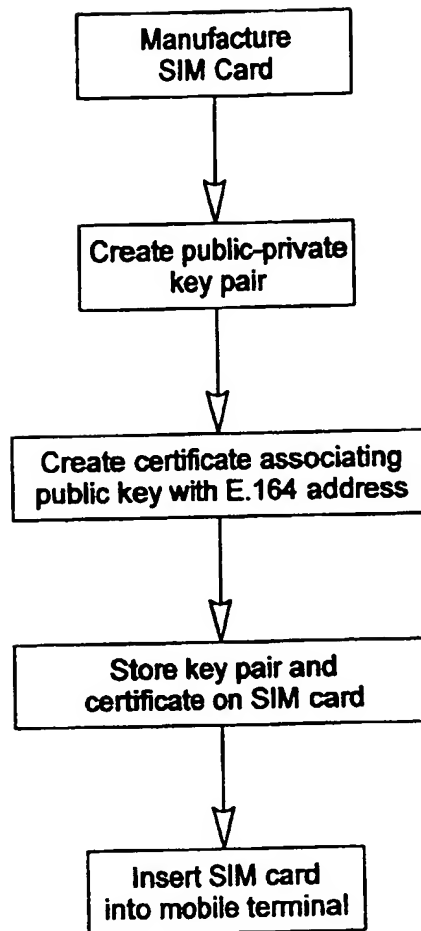 Manufacture
SIM Card
Create public-private
key pair
Create certificate associating
public key with E.164 address
Store key pair and
certificate on SIM card
Insert SIM card
into mobile terminal